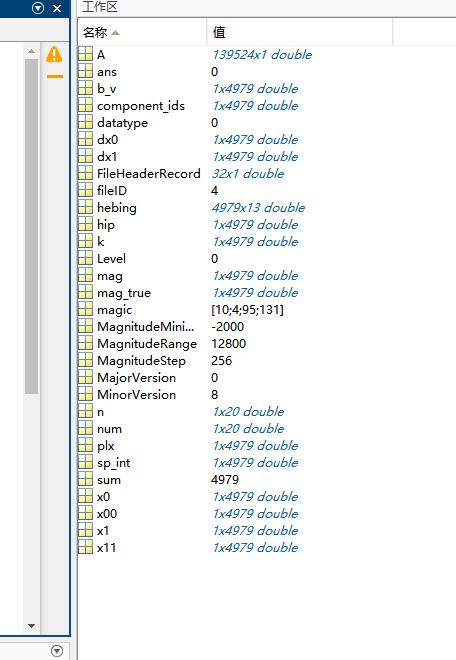 工作区
名称 值
A 139524x1 double
ans 0
b_v 1x4979 double
component_ids 1x4979 double
datatype 0
dx0 1x4979 double
dx1 1x4979 double
FileHeaderRecord 32x1 double
fileID 4
hebing 4979x13 double
hip 1x4979 double
k 1x4979 double
Level 0
mag 1x4979 double
mag_true 1x4979 double
magic [10;4;95;131]
MagnitudeMini... -2000
MagnitudeRange 12800
MagnitudeStep 256
MajorVersion 0
MinorVersion 8
n 1x20 double
num 1x20 double
plx 1x4979 double
sp_int 1x4979 double
sum 4979
x0 1x4979 double
x00 1x4979 double
x1 1x4979 double
x11 1x4979 double